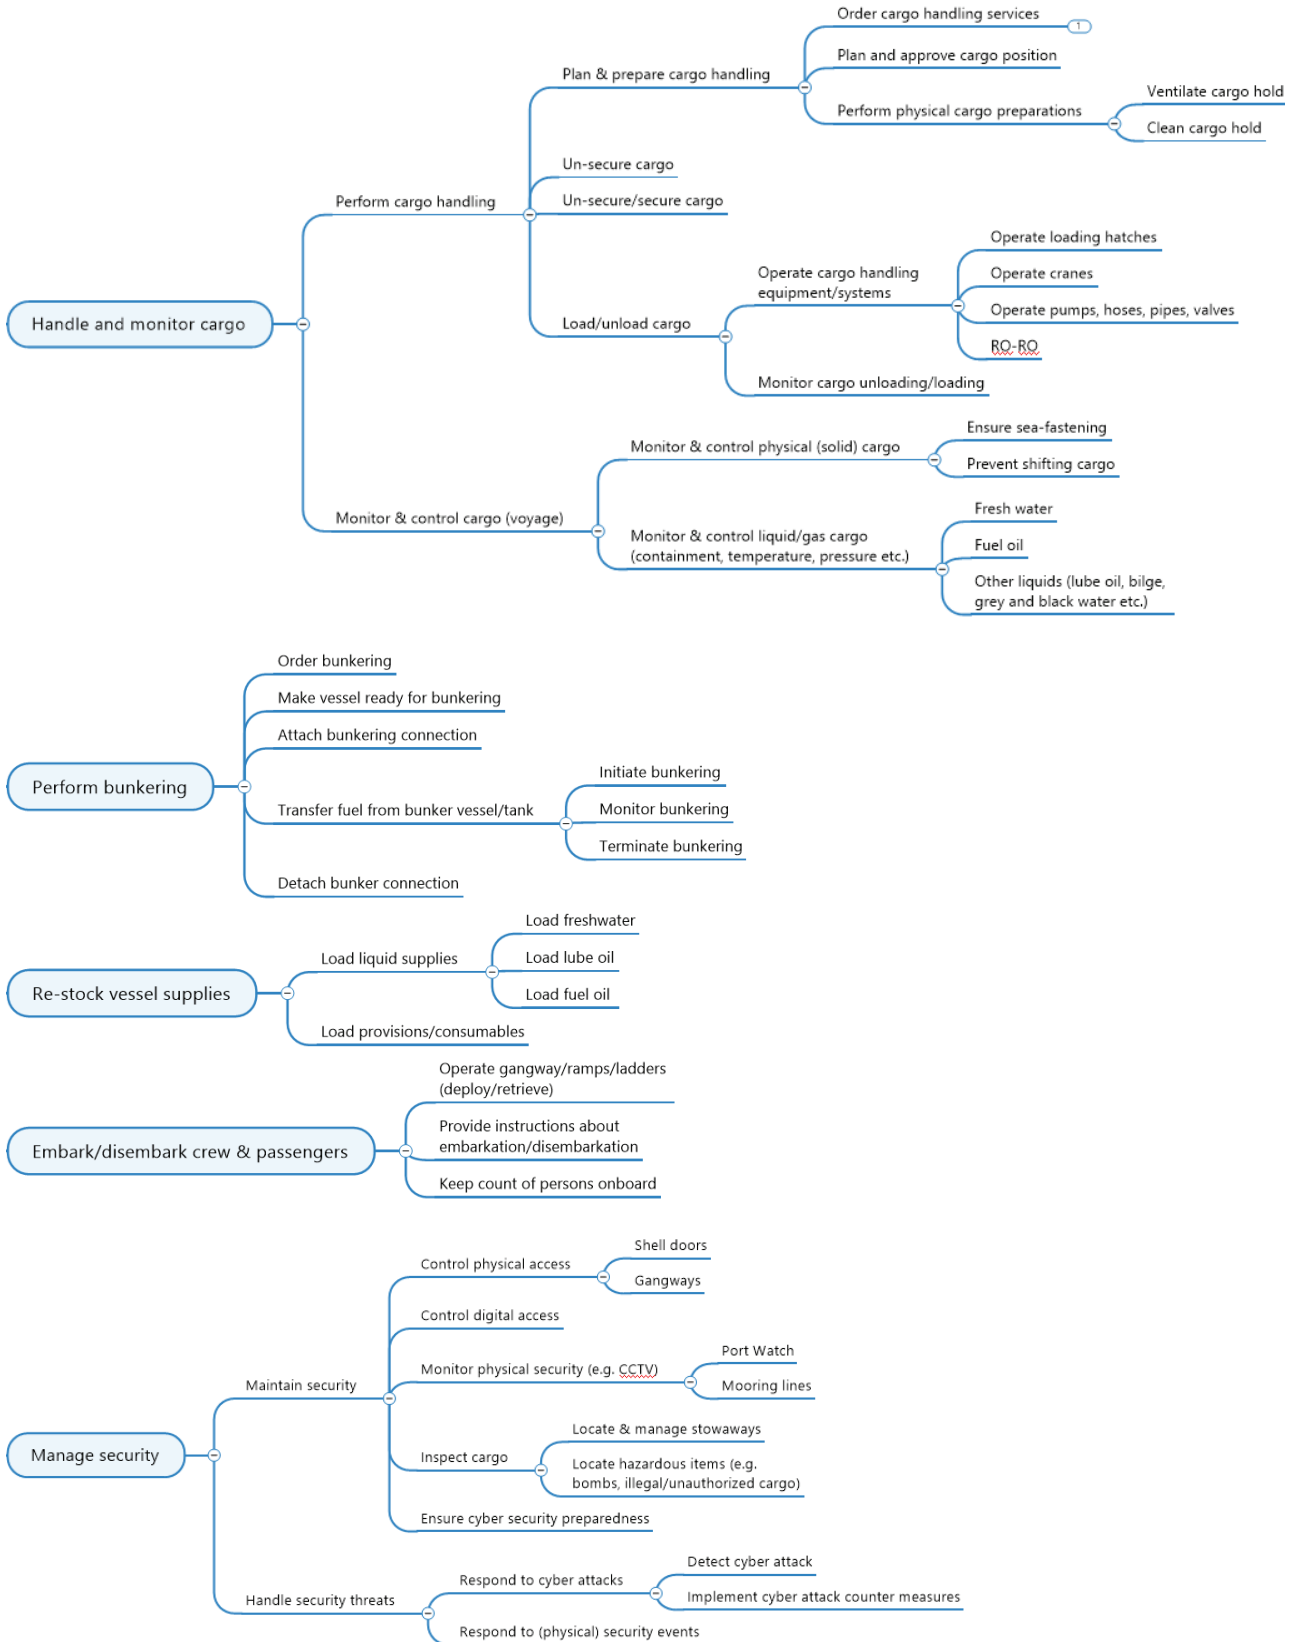 Order cargo handling services
1
Plan and approve cargo position
Plan & prepare cargo handling
Ventilate cargo hold
Perform physical cargo preparations
Clean cargo hold
Un-secure cargo
Perform cargo handling
Un-secure/secure cargo
Operate loading hatches
Operate cargo handling
equipment/systems
Operate cranes
Operate pumps, hoses, pipes, valves
Handle and monitor cargo
Load/unload cargo
RO-RO
Monitor cargo unloading/loading
Ensure sea-fastening
Monitor & control physical (solid) cargo
Prevent shifting cargo
Monitor & control cargo (voyage)
Fresh water
Monitor & control liquid/gas cargo
(containment, temperature, pressure etc.)
Fuel oil
Other liquids (lube oil, bilge,
grey and black water etc.)
Order bunkering
Make vessel ready for bunkering
Attach bunkering connection
Perform bunkering
Initiate bunkering
Transfer fuel from bunker vessel/tank
Monitor bunkering
Terminate bunkering
Detach bunker connection
Load freshwater
Load liquid supplies
Load lube oil
Re-stock vessel supplies
Load fuel oil
Load provisions/consumables
Operate gangway/ramps/ladders
(deploy/retrieve)
Provide instructions about
embarkation/disembarkation
Embark/disembark crew & passengers
Keep count of persons onboard
Shell doors
Control physical access
Gangways
Control digital access
Port Watch
Monitor physical security (e.g. CCTV)
Mooring lines
Maintain security
Locate & manage stowaways
Inspect cargo
Locate hazardous items (e.g.
bombs, illegal/unauthorized cargo)
Manage security
Ensure cyber security preparedness
Detect cyber attack
Respond to cyber attacks
Implement cyber attack counter measures
Handle security threats
Respond to (physical) security events